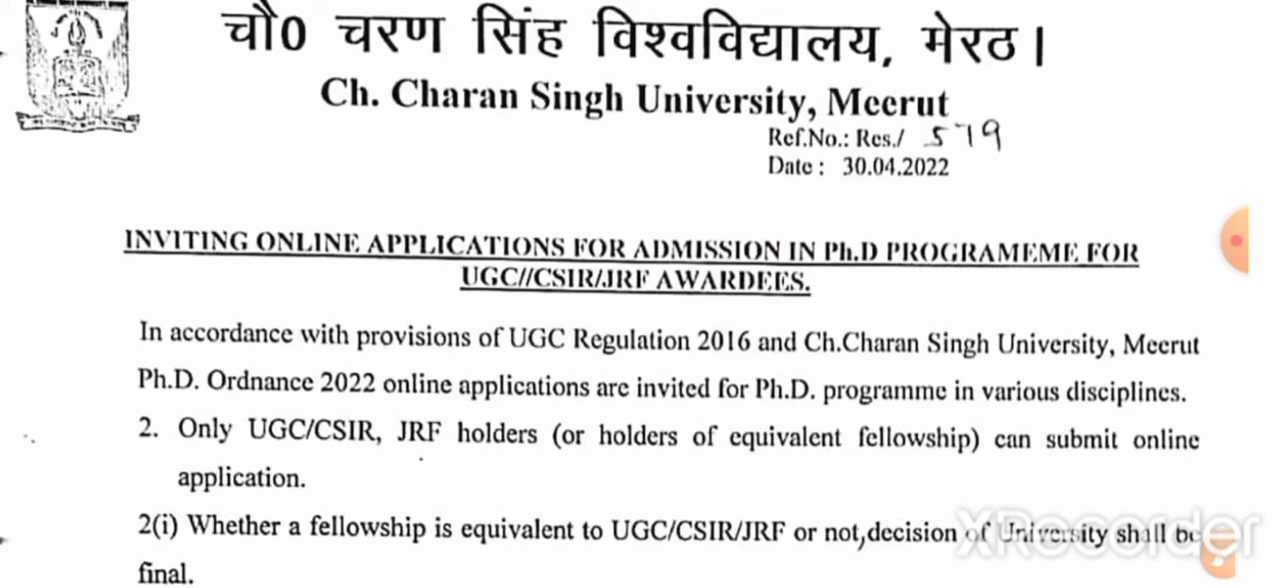 चौ0 चरण सिंह विश्वविद्यालय, मेरठ।
Ch. Charan Singh University, Meerut
Ref.No.: Res./ 579
Date : 30.04.2022
INVITING ONLINE APPLICATIONS FOR ADMISSION IN Ph.D PROGRAMEME FOR
UGC//CSIR/JRF AWARDEES.
In accordance with provisions of UGC Regulation 2016 and Ch.Charan Singh University, Meerut
Ph.D. Ordnance 2022 online applications are invited for Ph.D. programme in various disciplines.
2. Only UGC/CSIR, JRF holders (or holders of equivalent fellowship) can submit online
application.
2(i) Whether a fellowship is equivalent to UGC/CSIR/JRF or not,decision of University shall be
final.
XRecorder